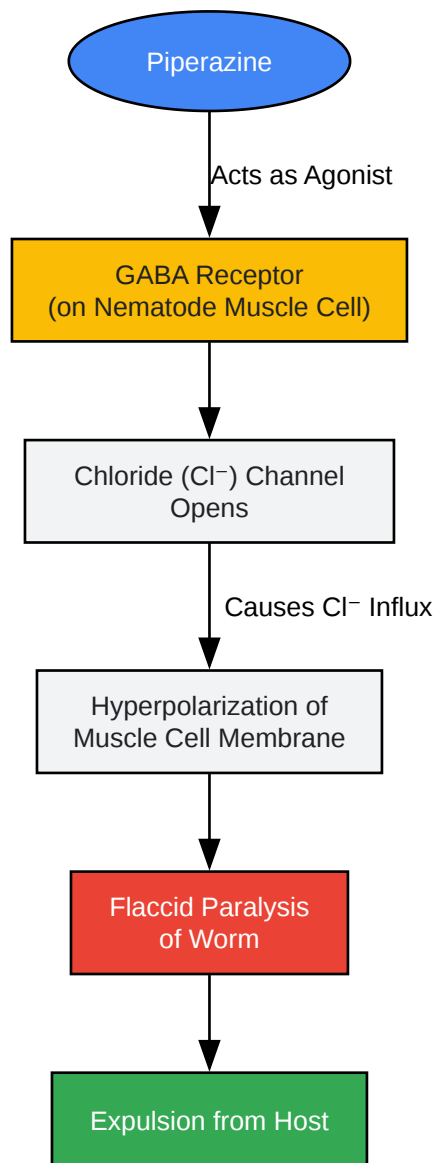 Piperazine
Acts as Agonist
GABA Receptor
(on Nematode Muscle Cell)
Chloride (Cl⁻) Channel
Opens
Causes Cl⁻ Influx
Hyperpolarization of
Muscle Cell Membrane
Flaccid Paralysis
of Worm
Expulsion from Host